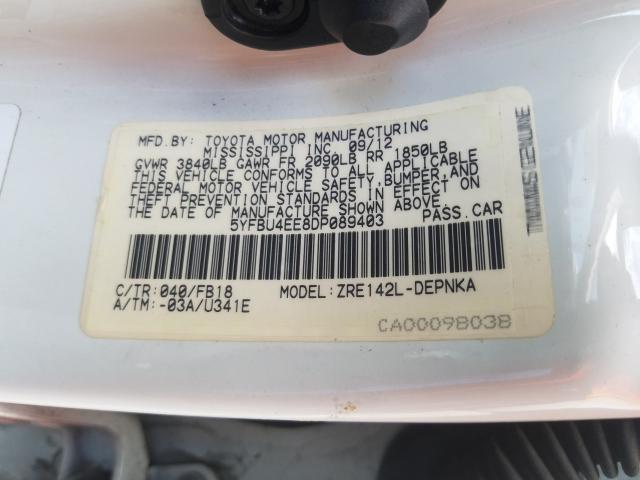 MFD.BY: TOYOTA MOTOR MANUFACTURING
MISSISSIPPI INC. 09/12
GVWR 3840LB GAWR FR 2090LB RR 1850LB
THIS VEHICLE CONFORMS TO ALL APPLICABLE
FEDERAL MOTOR VEHICLE SAFETY, BUMPER, AND
THEFT PREVENTION STANDARDS IN EFFECT ON
THE DATE OF MANUFACTURE SHOWN ABOVE.
5YFBU4EE8DP089403 PASS.CAR
C/TR:040/FB18 MODEL:ZRE142L-DEPNKA
A/TM:-03A/U341E
CA00098038
GENUINE